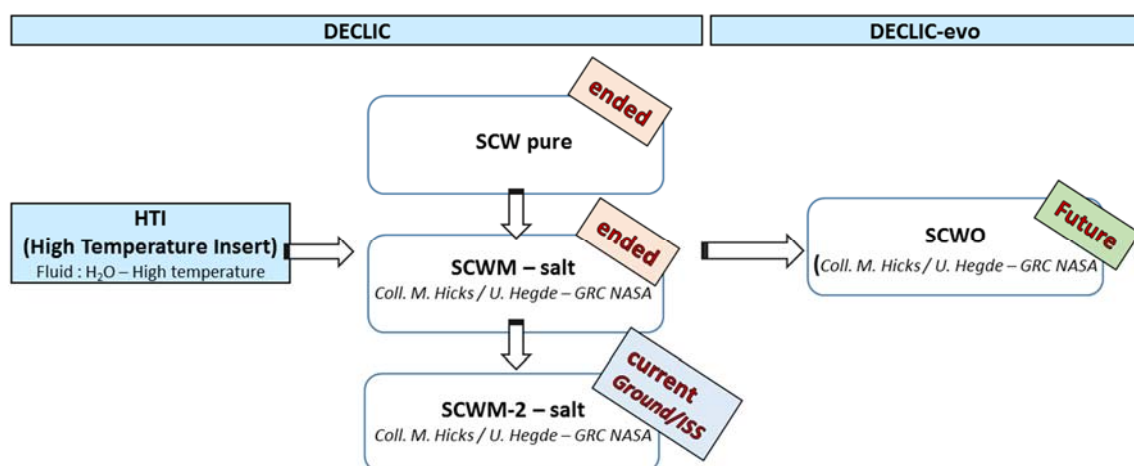 DECLIC
DECLIC-evo
ended
SCW pure
HTI
(High Temperature Insert)
Fluid : H₂O – High temperature
ended
SCWM – salt
Coll. M. Hicks / U. Hegde – GRC NASA
Future
SCWO
(Coll. M. Hicks / U. Hegde – GRC NASA)
current
Ground/ISS
SCWM-2 – salt
Coll. M. Hicks / U. Hegde – GRC NASA